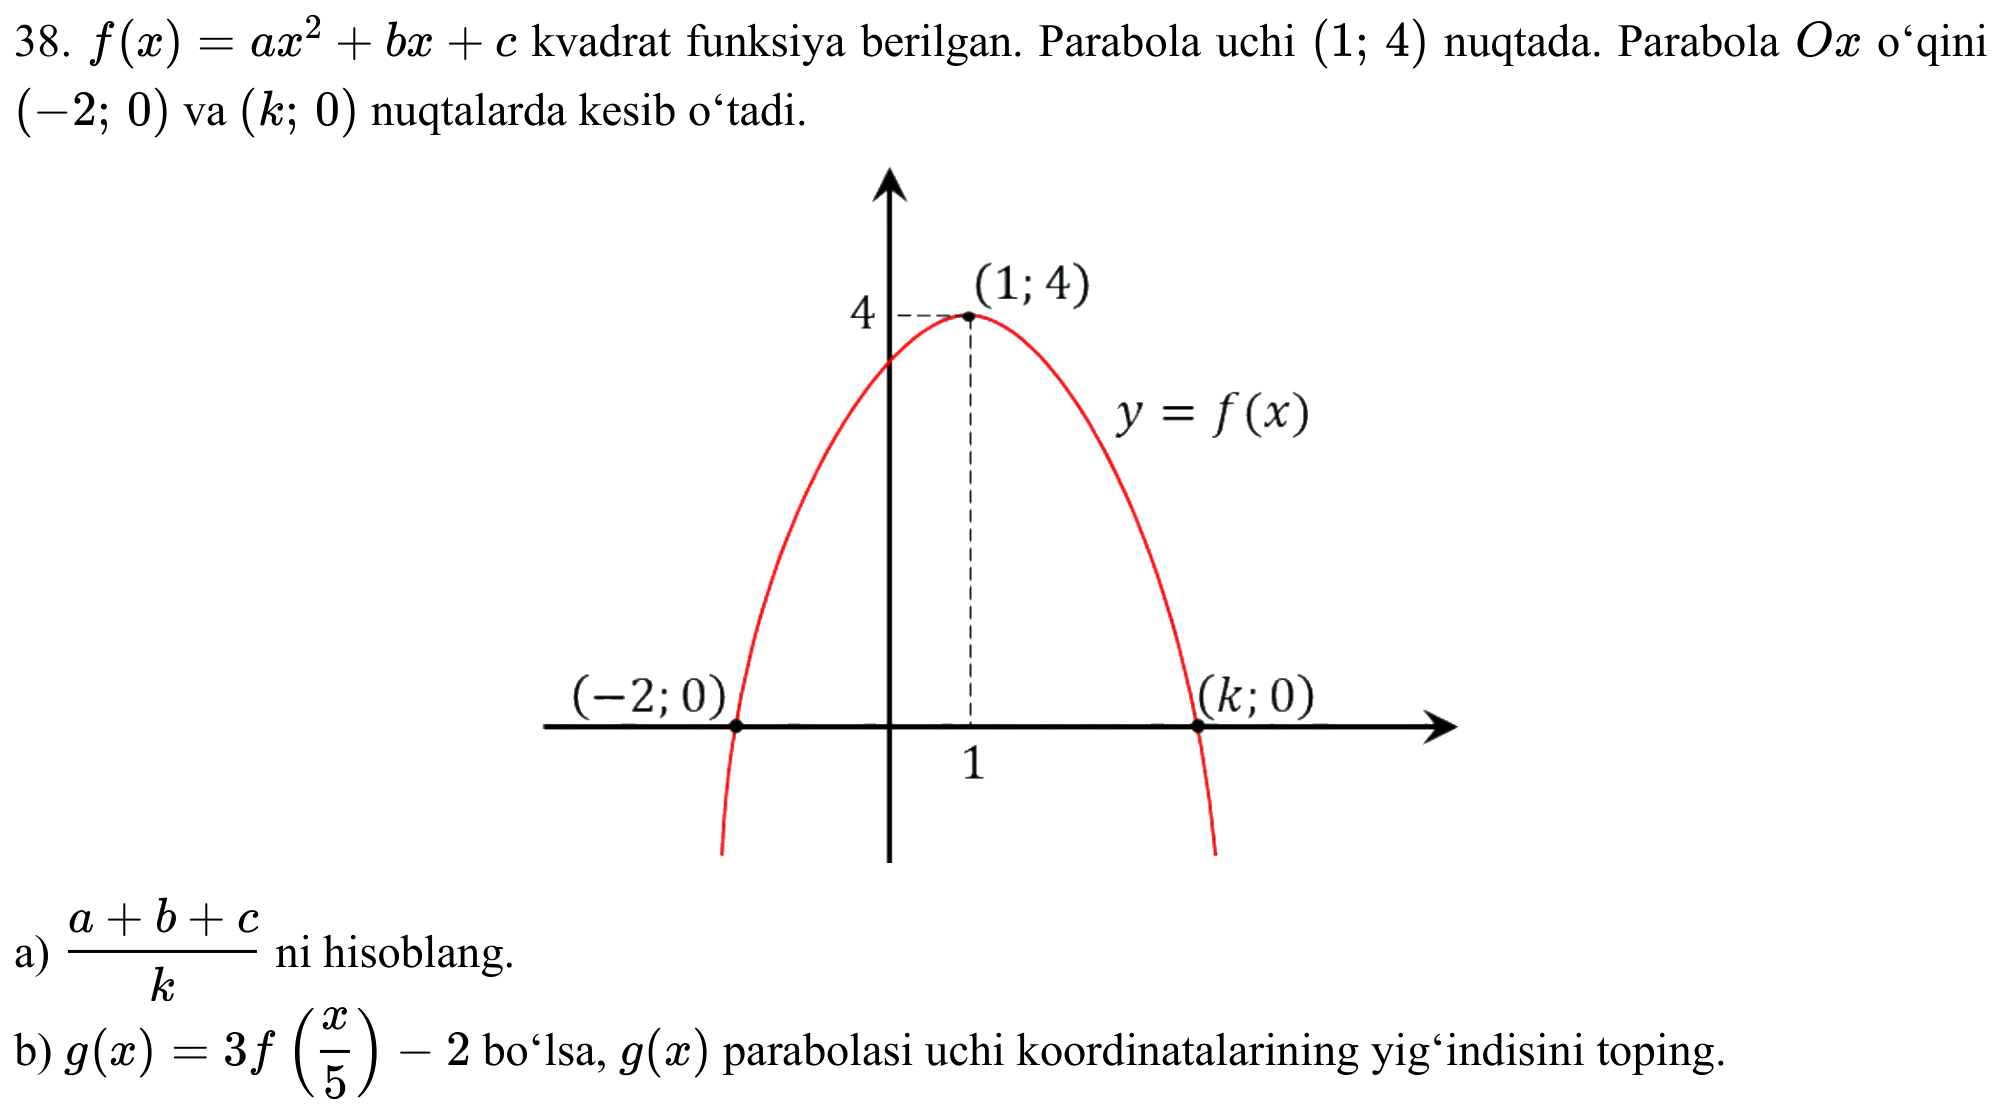 38. f(x) = ax² + bx + c kvadrat funksiya berilgan. Parabola uchi (1; 4) nuqtada. Parabola Ox o‘qini
(−2; 0) va (k; 0) nuqtalarda kesib o‘tadi.
(1; 4)
4
y = f(x)
(−2; 0)
(k; 0)
1
a) \frac{a + b + c}{k} ni hisoblang.
b) g(x) = 3f(\frac{x}{5}) − 2 bo‘lsa, g(x) parabolasi uchi koordinatalarining yig‘indisini toping.